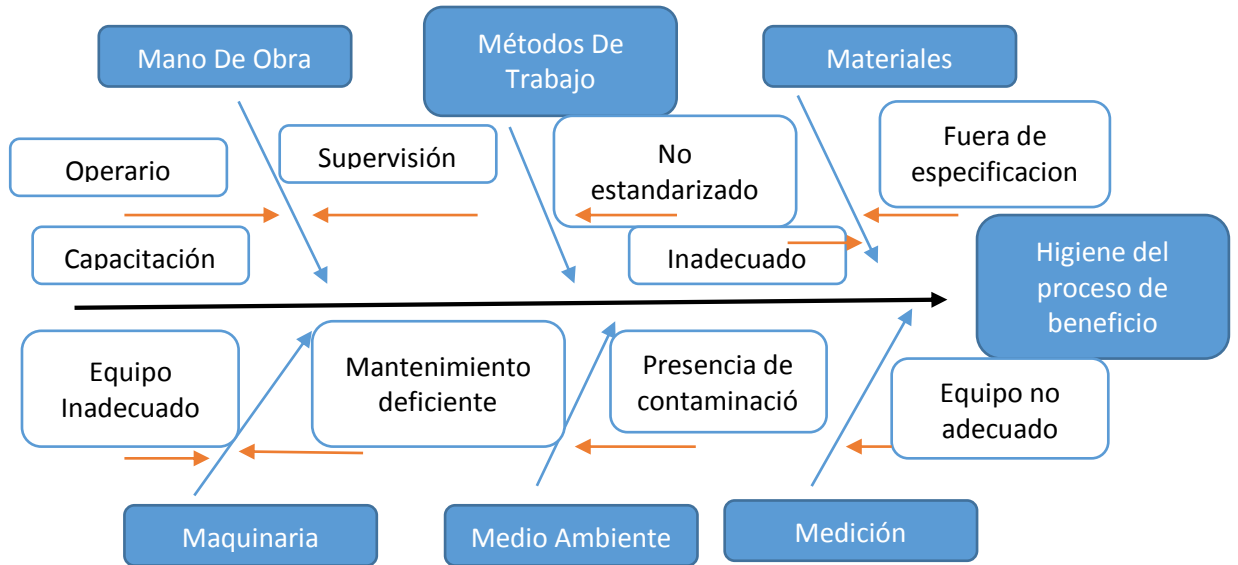 Mano De Obra
Métodos De
Trabajo
Materiales
Operario
Supervisión
No
estandarizado
Fuera de
especificacion
Capacitación
Inadecuado
Higiene del
proceso de
beneficio
Equipo
Inadecuado
Mantenimiento
deficiente
Presencia de
contaminació
Equipo no
adecuado
Maquinaria
Medio Ambiente
Medición